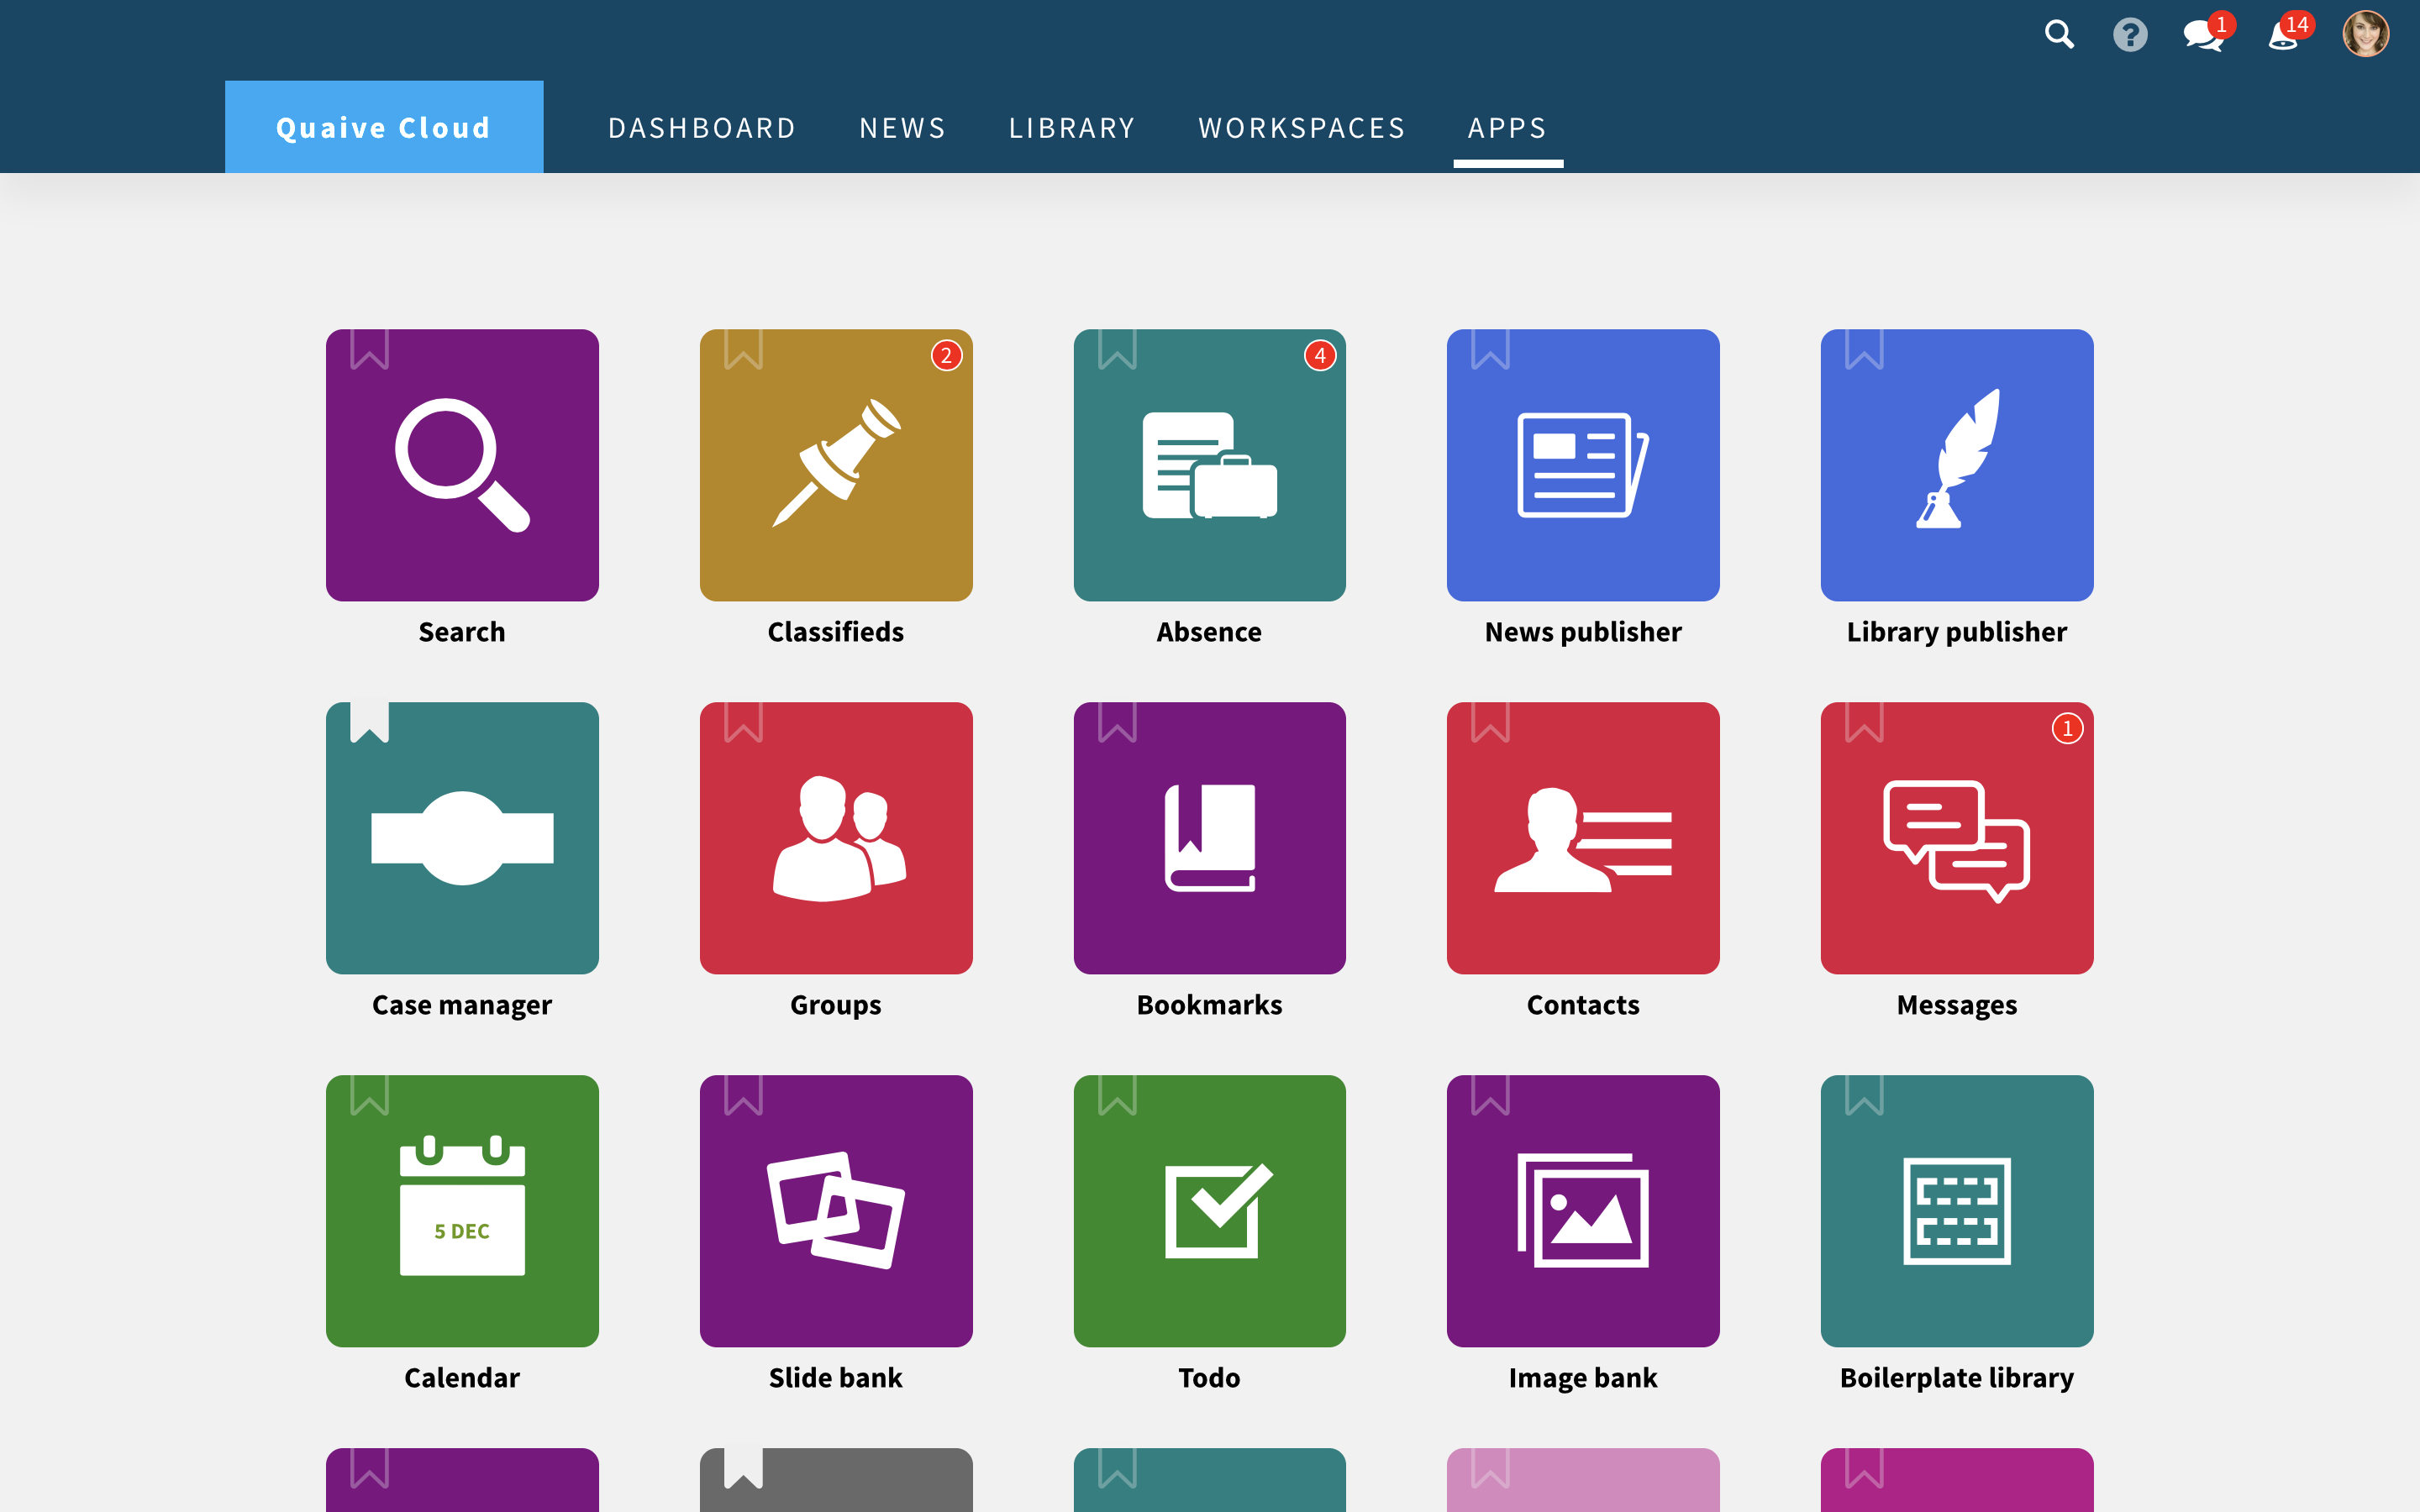 1
14
Quaive Cloud
DASHBOARD
NEWS
LIBRARY
WORKSPACES
APPS
2
4
Search
Classifieds
Absence
News publisher
Library publisher
1
Case manager
Groups
Bookmarks
Contacts
Messages
5 DEC
Calendar
Slide bank
Todo
Image bank
Boilerplate library